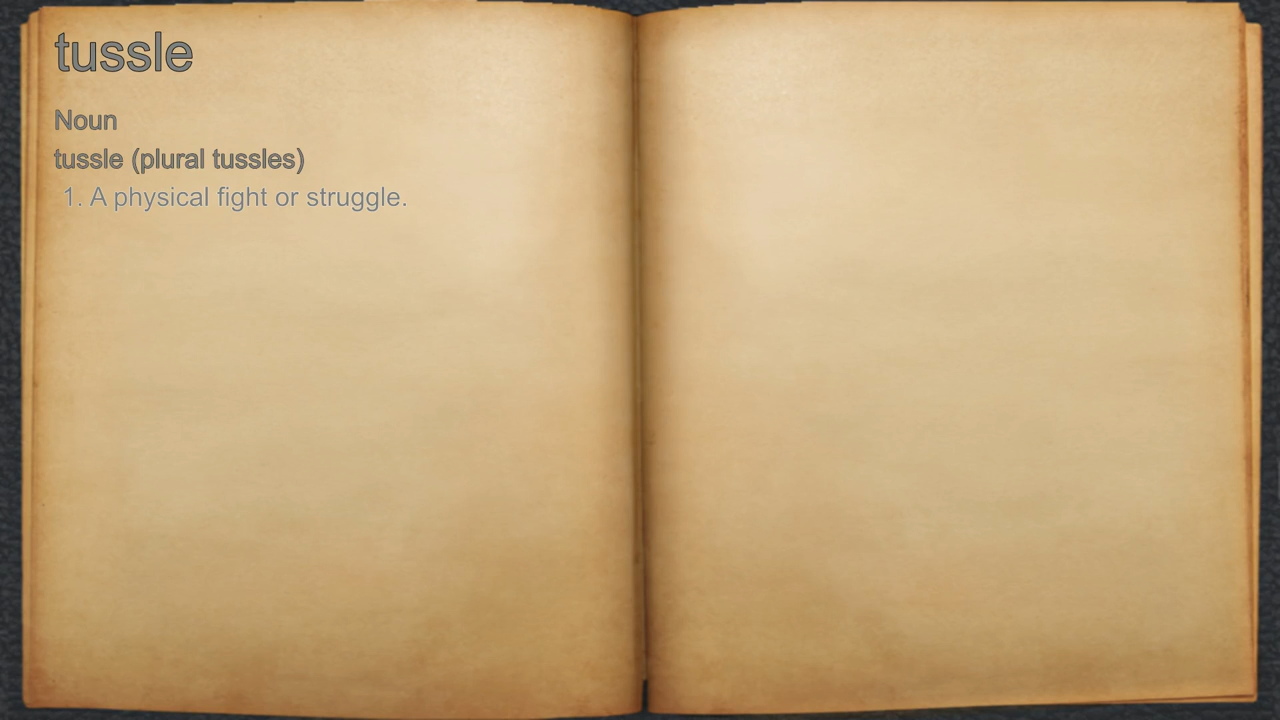 tussle
Noun
tussle (plural tussles)
1. A physical fight or struggle.